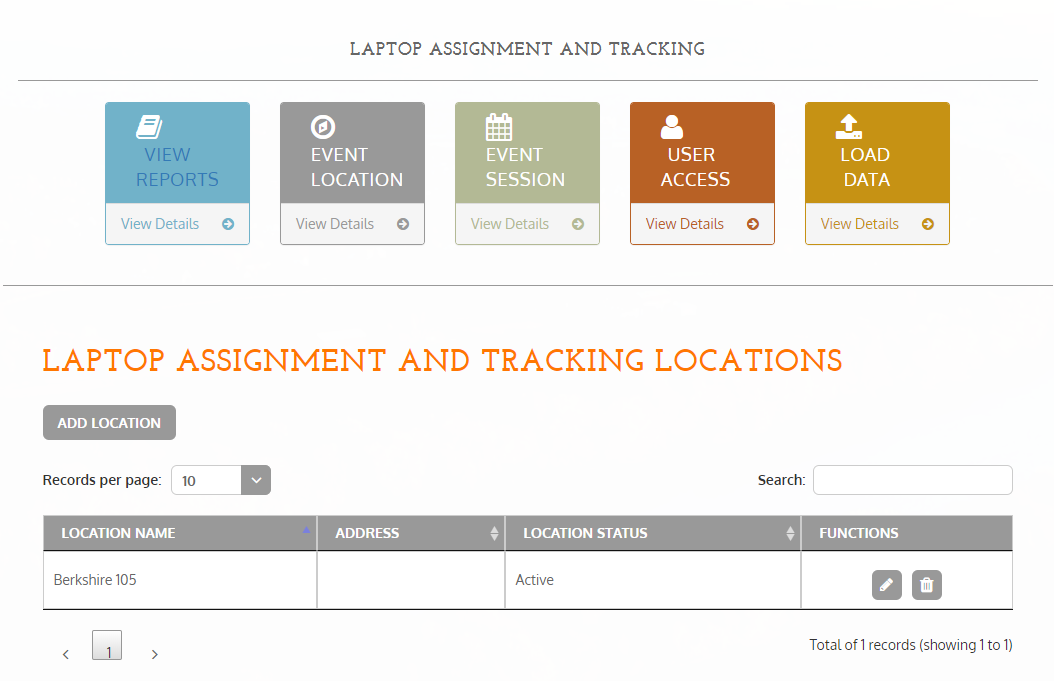 LAPTOP ASSIGNMENT AND TRACKING
VIEW REPORTS
EVENT LOCATION
EVENT SESSION
USER ACCESS
LOAD DATA
View Details
View Details
View Details
View Details
View Details
LAPTOP ASSIGNMENT AND TRACKING LOCATIONS
ADD LOCATION
Records per page: 10
Search:
LOCATION NAME ADDRESS LOCATION STATUS FUNCTIONS
Berkshire 105 Active
‹ 1 ›
Total of 1 records (showing 1 to 1)